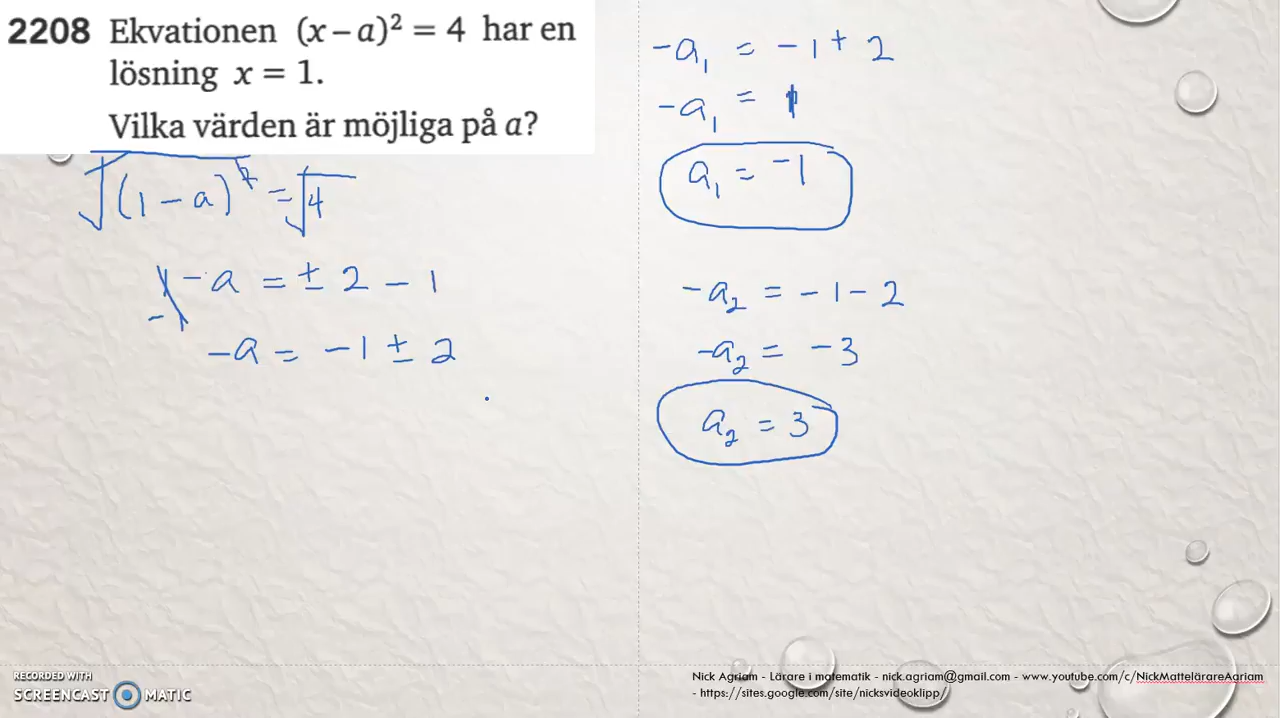 2208 Ekvationen (x – a)² = 4 har en
lösning x = 1.
Vilka värden är möjliga på a?
√(1 - a)² = √4
1 - a = ± 2 - 1
-1
-a = -1 ± 2
-a₁ = -1 + 2
-a₁ = 1
a₁ = -1
-a₂ = -1 - 2
-a₂ = -3
a₂ = 3
RECORDED WITH
SCREENCAST MATIC
Nick Agriam - Lärare i matematik - nick.agriam@gmail.com - www.youtube.com/c/NickMattelärareAgriam
- https://sites.google.com/site/nicksvideoklipp/